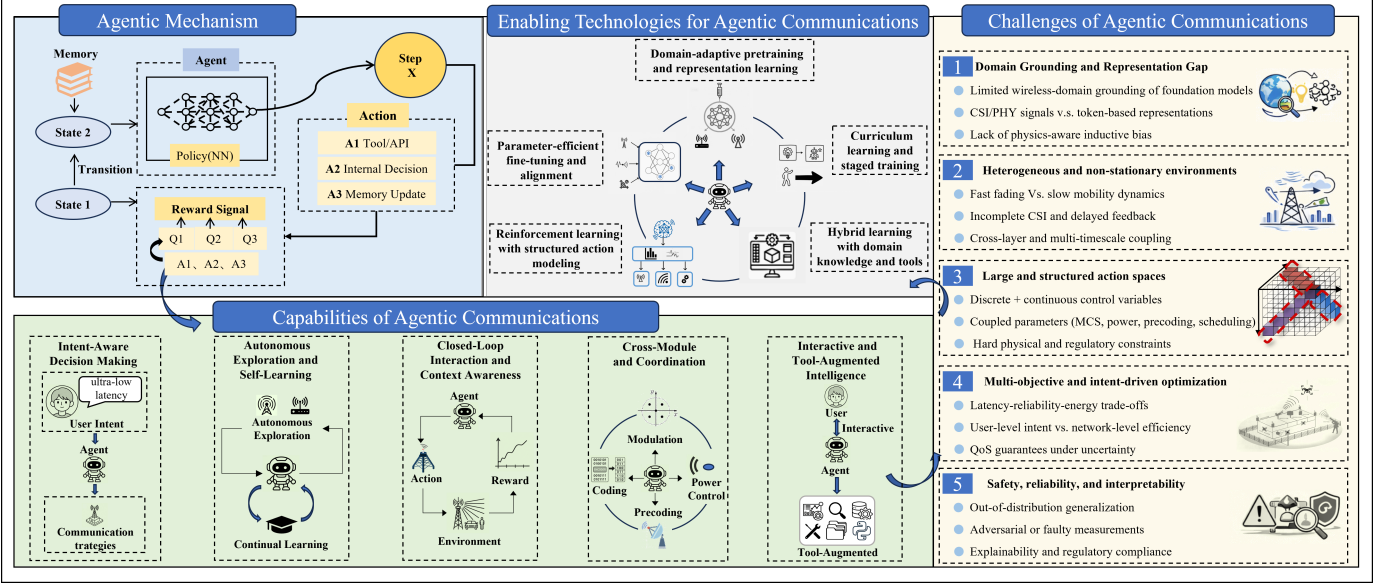 Agentic Mechanism
Memory
State 2
Transition
State 1
Agent
Policy(NN)
Step
X
Action
A1 Tool/API
A2 Internal Decision
A3 Memory Update
Reward Signal
Q1
Q2
Q3
A1、A2、A3
Enabling Technologies for Agentic Communications
Domain-adaptive pretraining
and representation learning
Parameter-efficient
fine-tuning and
alignment
Curriculum
learning and
staged training
Reinforcement learning
with structured action
modeling
Hybrid learning
with domain
knowledge and tools
Capabilities of Agentic Communications
Intent-Aware
Decision Making
ultra-low
latency
User Intent
Agent
Communication
trategies
Autonomous
Exploration and
Self-Learning
Autonomous
Exploration
Continual Learning
Closed-Loop
Interaction and
Context Awareness
Agent
Action
Reward
Environment
Cross-Module
and Coordination
Modulation
Coding
Power
Control
Precoding
Interactive and
Tool-Augmented
Intelligence
User
Interactive
Agent
Tool-Augmented
Challenges of Agentic Communications
1
Domain Grounding and Representation Gap
Limited wireless-domain grounding of foundation models
CSI/PHY signals v.s. token-based representations
Lack of physics-aware inductive bias
2
Heterogeneous and non-stationary environments
Fast fading Vs. slow mobility dynamics
Incomplete CSI and delayed feedback
Cross-layer and multi-timescale coupling
3
Large and structured action spaces
Discrete + continuous control variables
Coupled parameters (MCS, power, precoding, scheduling)
Hard physical and regulatory constraints
4
Multi-objective and intent-driven optimization
Latency-reliability-energy trade-offs
User-level intent vs. network-level efficiency
QoS guarantees under uncertainty
5
Safety, reliability, and interpretability
Out-of-distribution generalization
Adversarial or faulty measurements
Explainability and regulatory compliance